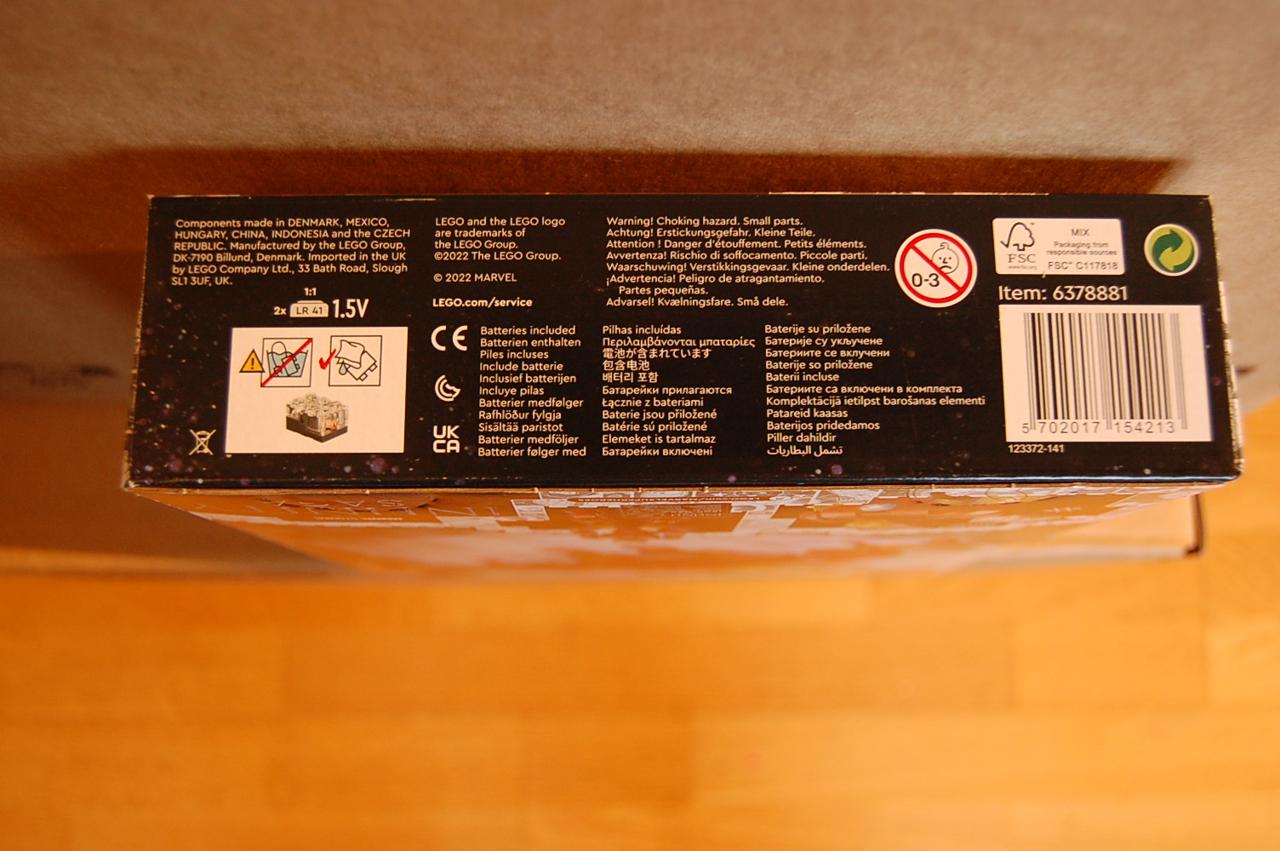 Components made in DENMARK, MEXICO,
HUNGARY, CHINA, INDONESIA and the CZECH
REPUBLIC. Manufactured by the LEGO Group,
DK-7190 Billund, Denmark. Imported in the UK
by LEGO Company Ltd., 33 Bath Road, Slough
SL1 3UF, UK.
1:1
2x LR 41 1.5V
LEGO and the LEGO logo
are trademarks of
the LEGO Group.
©2022 The LEGO Group.
© 2022 MARVEL
LEGO.com/service
Warning! Choking hazard. Small parts.
Achtung! Erstickungsgefahr. Kleine Teile.
Attention ! Danger d'étouffement. Petits éléments.
Avvertenza! Rischio di soffocamento. Piccole parti.
Waarschuwing! Verstikkingsgevaar. Kleine onderdelen.
¡Advertencia! Peligro de atragantamiento.
Partes pequeñas.
Advarsel! Kvælningsfare. Små dele.
0-3
FSC
www.fsc.org
MIX
Packaging from
responsible sources
FSC™ C117818
Item: 6378881
5 702017 154213
123372-141
CE
UK
CA
Batteries included
Batterien enthalten
Piles incluses
Include batterie
Inclusief batterijen
Incluye pilas
Batterier medfølger
Rafhlöður fylgja
Sisältää paristot
Batterier medföljer
Batterier følger med
Pilhas incluídas
Περιλαμβάνονται μπαταρίες
電池が含まれています
包含电池
배터리 포함
Батарейки прилагаются
Łącznie z bateriami
Baterie jsou přiložené
Batérie sú priložené
Elemeket is tartalmaz
Батарейки включені
Baterije su priložene
Батерије су укључене
Батериите се вклучени
Baterije so priložene
Baterii incluse
Батериите са включени в комплекта
Komplektācijā ietilpst barošanas elementi
Patareid kaasas
Baterijos pridedamos
Piller dahildir
تشمل البطاريات